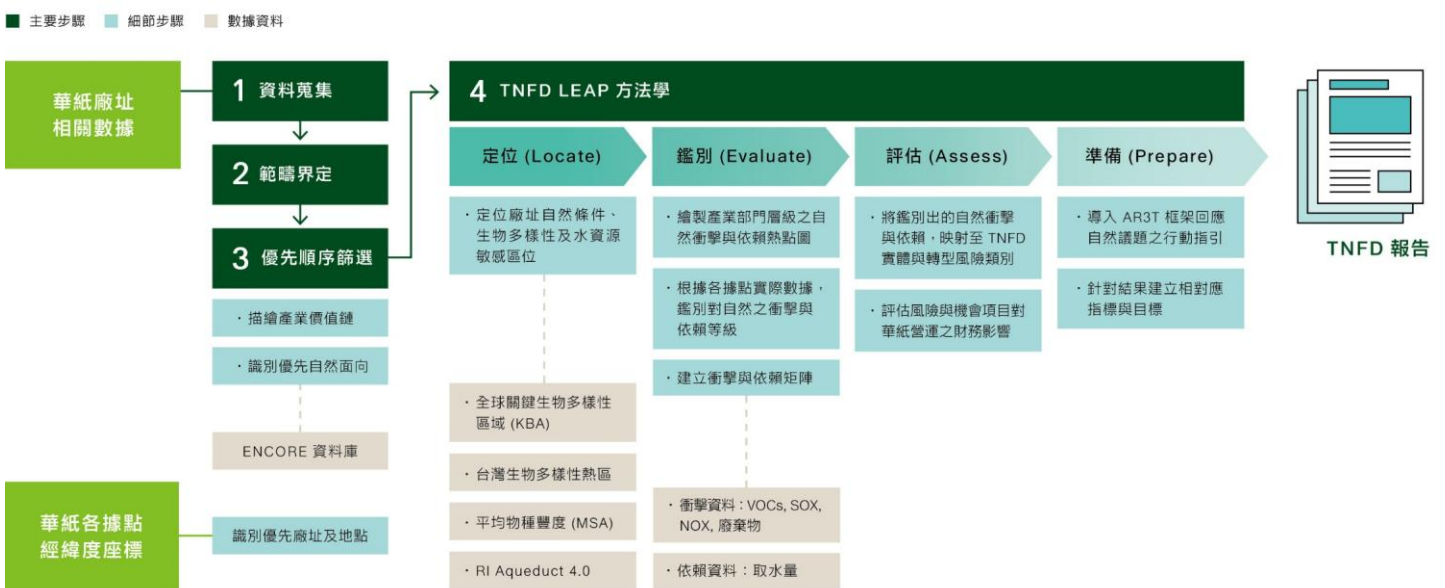 主要步驟 細節步驟 數據資料
華紙廠址
相關數據
1 資料蒐集
2 範疇界定
3 優先順序篩選
・描繪產業價值鏈
・識別優先自然面向
ENCORE 資料庫
華紙各據點
經緯度座標
識別優先廠址及地點
4 TNFD LEAP 方法學
定位 (Locate)
・定位廠址自然條件、
生物多樣性及水資源
敏感區位
・全球關鍵生物多樣性
區域 (KBA)
・台灣生物多樣性熱區
・平均物種豐度 (MSA)
・RI Aqueduct 4.0
鑑別 (Evaluate)
・繪製產業部門層級之自
然衝擊與依賴熱點圖
・根據各據點實際數據，
鑑別對自然之衝擊與
依賴等級
・建立衝擊與依賴矩陣
・衝擊資料：VOCs, SOX,
NOX, 廢棄物
・依賴資料：取水量
評估 (Assess)
・將鑑別出的自然衝擊
與依賴，映射至 TNFD
實體與轉型風險類別
・評估風險與機會項目對
華紙營運之財務影響
準備 (Prepare)
・導入 AR3T 框架回應
自然議題之行動指引
・針對結果建立相對應
指標與目標
TNFD 報告